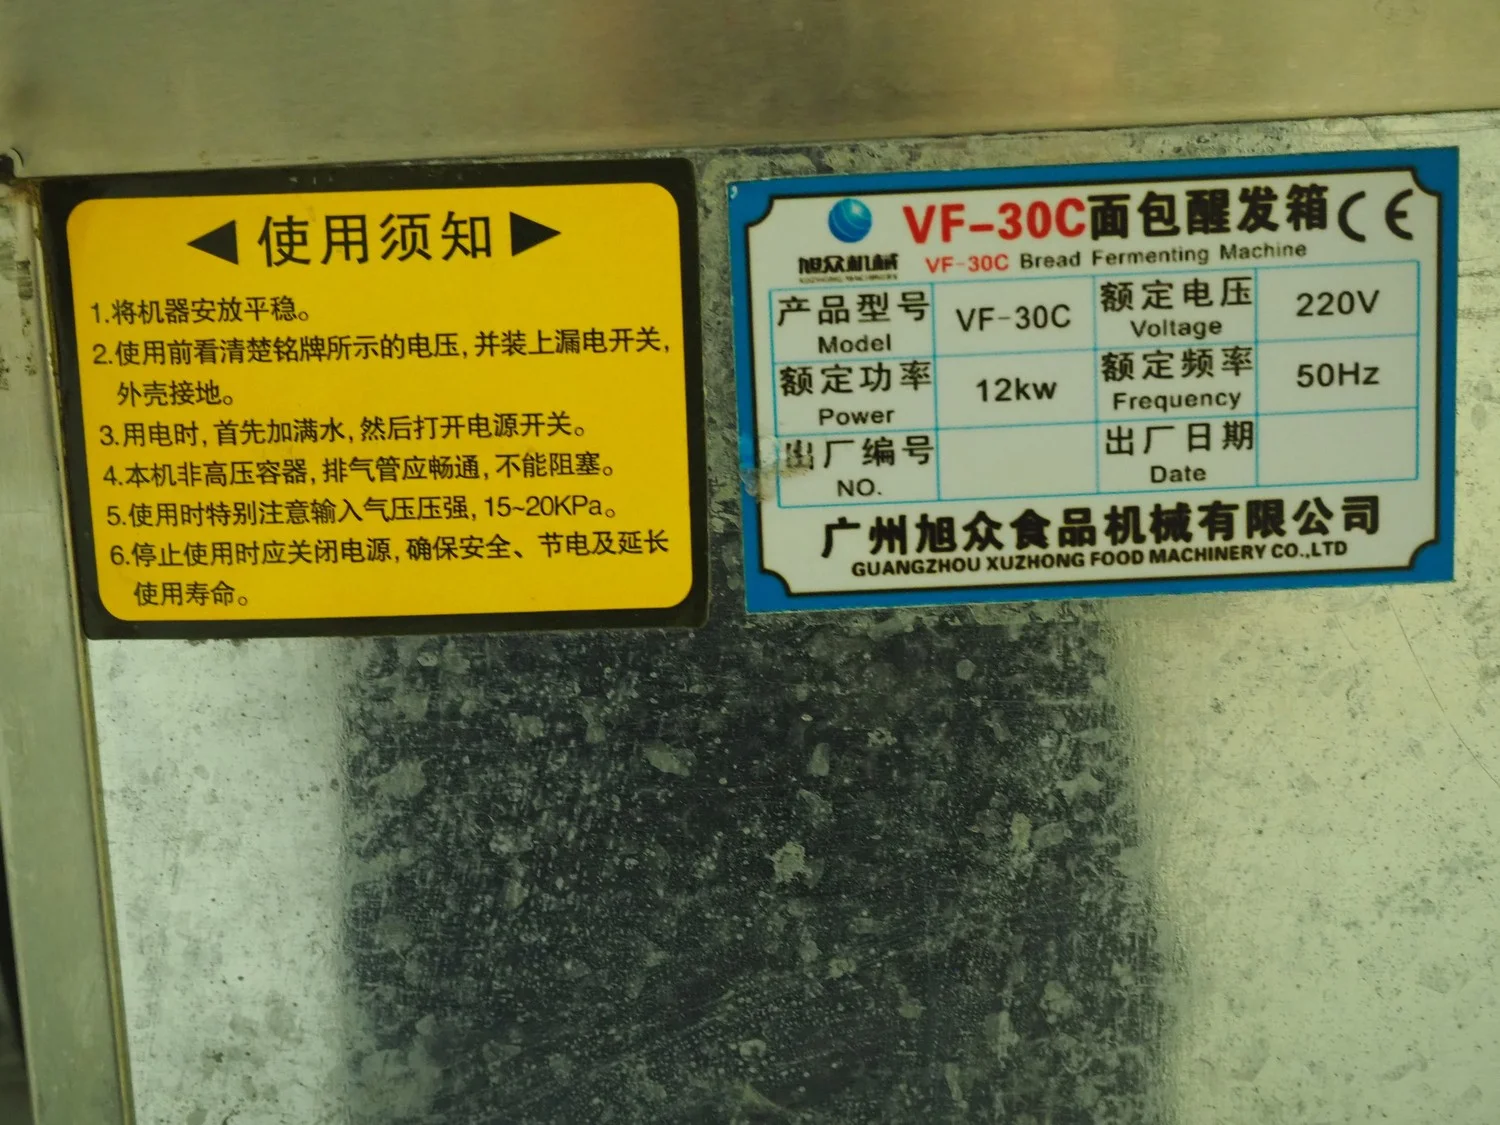 使用须知
1.将机器安放平稳。
2.使用前看清楚铭牌所示的电压,并装上漏电开关,
外壳接地。
3.用电时,首先加满水,然后打开电源开关。
4.本机非高压容器,排气管应畅通,不能阻塞。
5.使用时特别注意输入气压压强,15~20KPa。
6.停止使用时应关闭电源,确保安全、节电及延长
使用寿命。
旭众机械
XUZHONG MACHINERY
VF-30C面包醒发箱 CE
VF-30C Bread Fermenting Machine
产品型号 VF-30C 额定电压 220V
Model Voltage
额定功率 12kw 额定频率 50Hz
Power Frequency
出厂编号 出厂日期
NO. Date
广州旭众食品机械有限公司
GUANGZHOU XUZHONG FOOD MACHINERY CO.,LTD